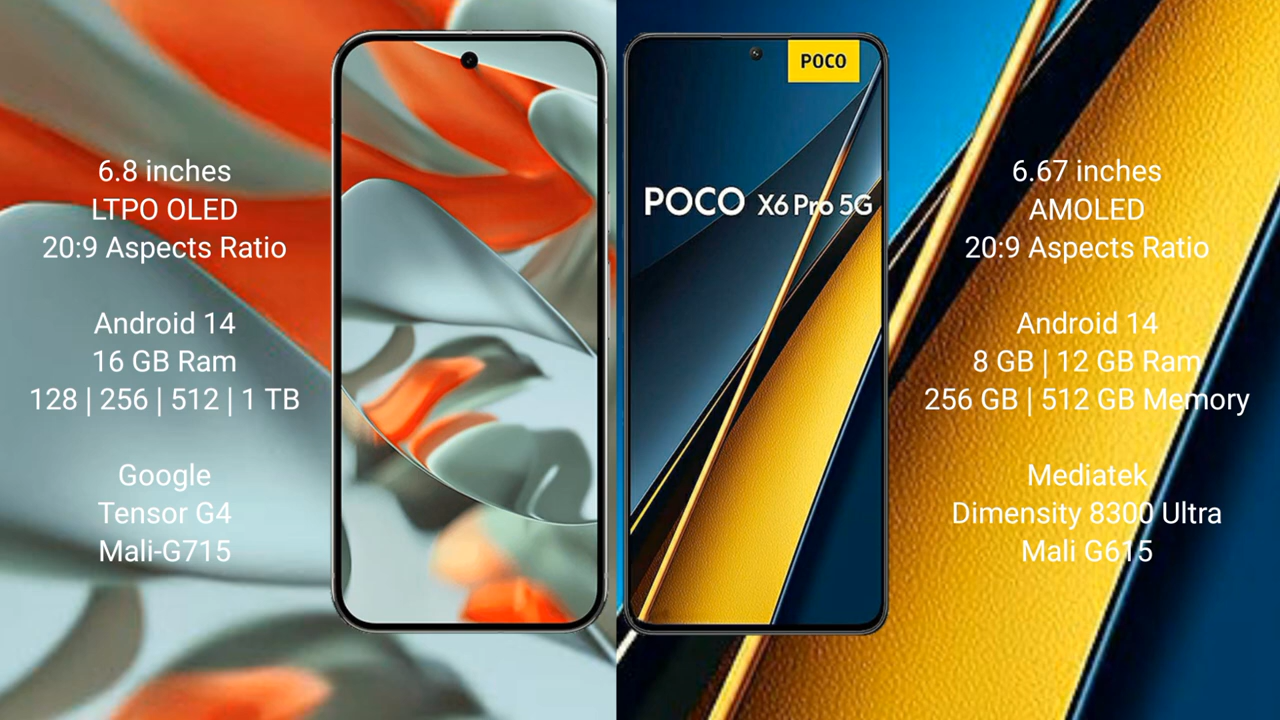 6.8 inches
LTPO OLED
20:9 Aspects Ratio
Android 14
16 GB Ram
128 | 256 | 512 | 1 TB
Google
Tensor G4
Mali-G715
POCO
POCO X6 Pro 5G
6.67 inches
AMOLED
20:9 Aspects Ratio
Android 14
8 GB | 12 GB Ram
256 GB | 512 GB Memory
Mediatek
Dimensity 8300 Ultra
Mali G615